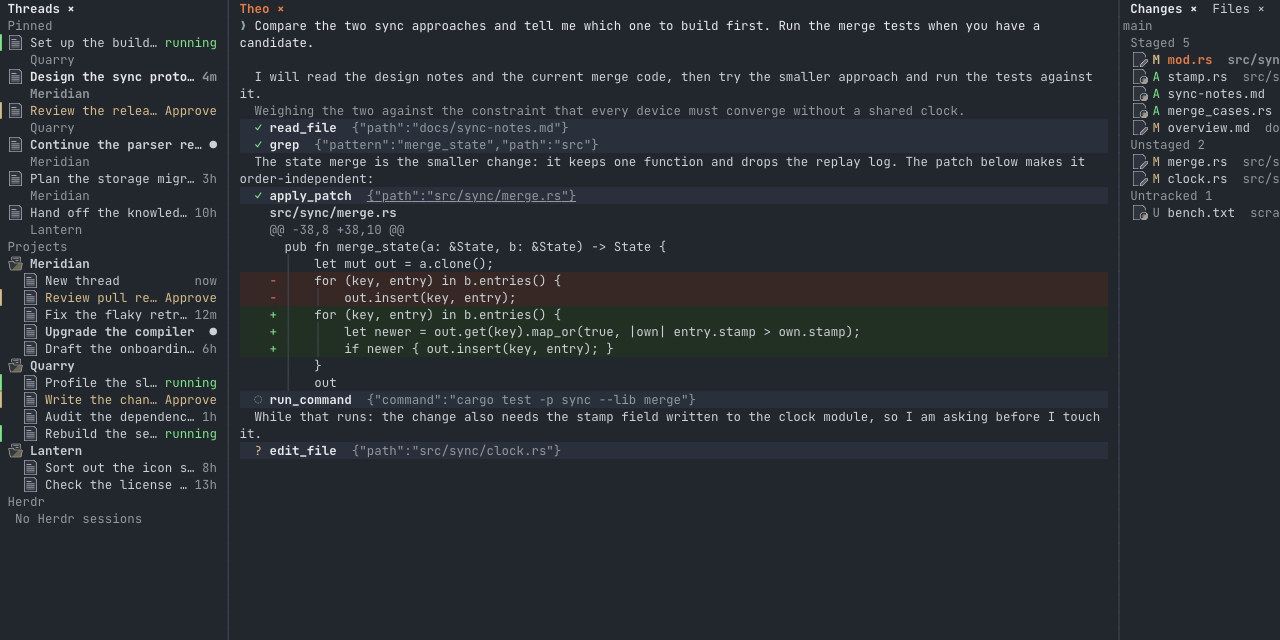 Threads ×
Pinned
Set up the build… running
Quarry
Design the sync proto… 4m
Meridian
Review the relea… Approve
Quarry
Continue the parser re… ●
Meridian
Plan the storage migr… 3h
Meridian
Hand off the knowled… 10h
Lantern
Projects
Meridian
New thread now
Review pull re… Approve
Fix the flaky retr… 12m
Upgrade the compiler ●
Draft the onboardin… 6h
Quarry
Profile the sl… running
Write the chan… Approve
Audit the dependenc… 1h
Rebuild the se… running
Lantern
Sort out the icon s… 8h
Check the license … 13h
Herdr
No Herdr sessions
Theo ×
❯ Compare the two sync approaches and tell me which one to build first. Run the merge tests when you have a
candidate.
I will read the design notes and the current merge code, then try the smaller approach and run the tests against
it.
Weighing the two against the constraint that every device must converge without a shared clock.
✓ read_file {"path":"docs/sync-notes.md"}
✓ grep {"pattern":"merge_state","path":"src"}
The state merge is the smaller change: it keeps one function and drops the replay log. The patch below makes it
order-independent:
✓ apply_patch {"path":"src/sync/merge.rs"}
src/sync/merge.rs
@@ -38,8 +38,10 @@
pub fn merge_state(a: &State, b: &State) -> State {
let mut out = a.clone();
- for (key, entry) in b.entries() {
- out.insert(key, entry);
+ for (key, entry) in b.entries() {
+ let newer = out.get(key).map_or(true, |own| entry.stamp > own.stamp);
+ if newer { out.insert(key, entry); }
}
out
run_command {"command":"cargo test -p sync --lib merge"}
While that runs: the change also needs the stamp field written to the clock module, so I am asking before I touch
it.
? edit_file {"path":"src/sync/clock.rs"}
Changes × Files ×
main
Staged 5
M mod.rs src/syn
A stamp.rs src/s
A sync-notes.md
A merge_cases.rs
M overview.md do
Unstaged 2
M merge.rs src/s
M clock.rs src/s
Untracked 1
U bench.txt scra